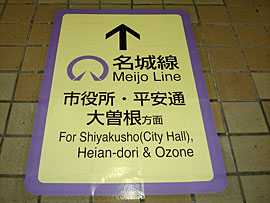 名城線
Meijo Line
市役所・平安通
大曽根方面
For Shiyakusho(City Hall),
Heian-dori & Ozone